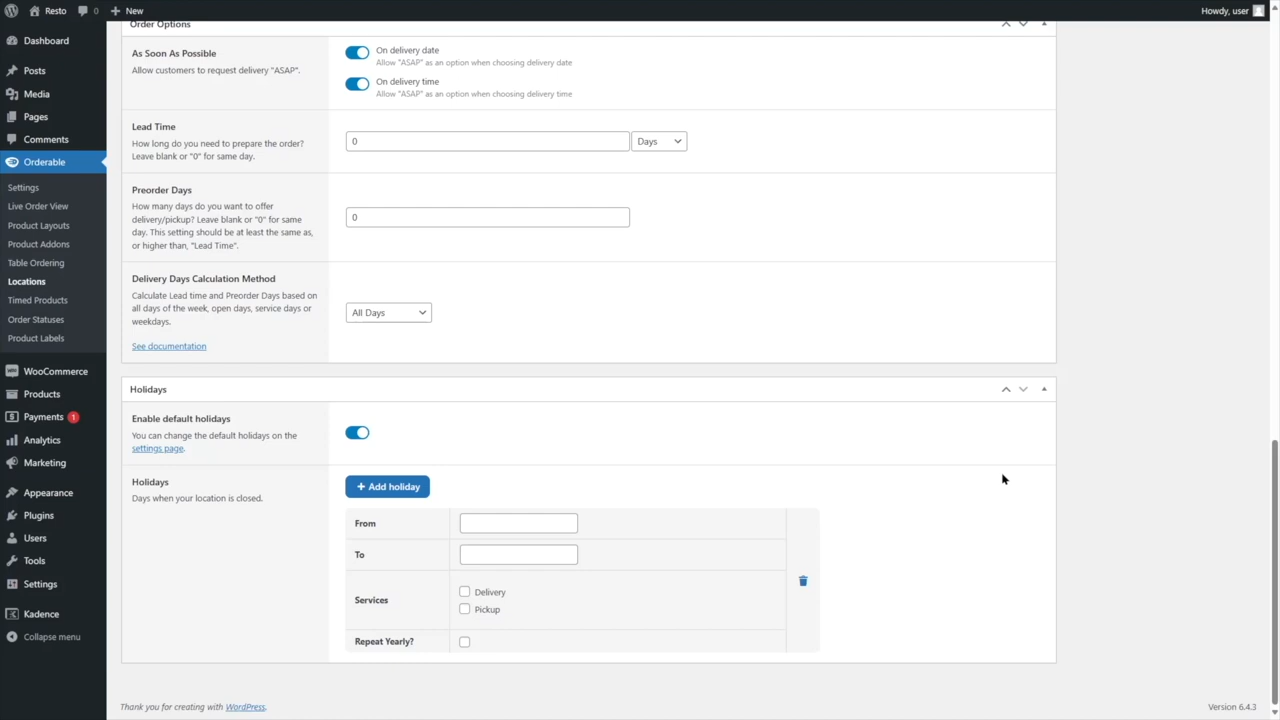 Resto
0
New
Howdy, user
Dashboard
Posts
Media
Pages
Comments
Orderable
Settings
Live Order View
Product Layouts
Product Addons
Table Ordering
Locations
Timed Products
Order Statuses
Product Labels
WooCommerce
Products
Payments 1
Analytics
Marketing
Appearance
Plugins
Users
Tools
Settings
Kadence
Collapse menu
Order Options
As Soon As Possible
Allow customers to request delivery "ASAP".
On delivery date
Allow "ASAP" as an option when choosing delivery date
On delivery time
Allow "ASAP" as an option when choosing delivery time
Lead Time
How long do you need to prepare the order?
Leave blank or "0" for same day.
0
Days
Preorder Days
How many days do you want to offer
delivery/pickup? Leave blank or "0" for same
day. This setting should be at least the same as,
or higher than, "Lead Time".
0
Delivery Days Calculation Method
Calculate Lead time and Preorder Days based on
all days of the week, open days, service days or
weekdays.
See documentation
All Days
Holidays
Enable default holidays
You can change the default holidays on the
settings page.
Holidays
Days when your location is closed.
+ Add holiday
From
To
Services
Delivery
Pickup
Repeat Yearly?
Thank you for creating with WordPress.
Version 6.4.3